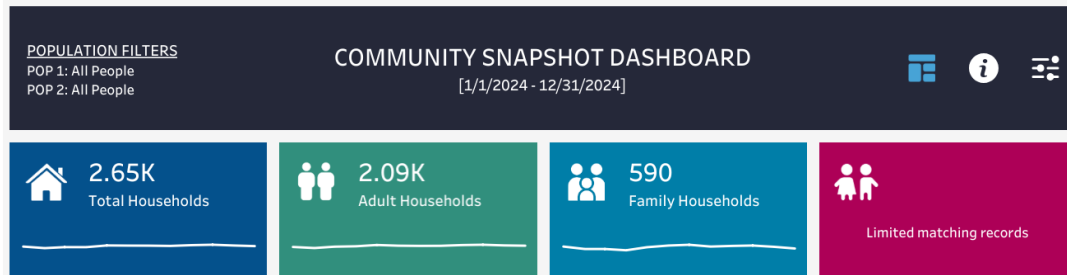 POPULATION FILTERS
POP 1: All People
POP 2: All People
COMMUNITY SNAPSHOT DASHBOARD
[1/1/2024 - 12/31/2024]
i
2.65K
Total Households
2.09K
Adult Households
590
Family Households
Limited matching records